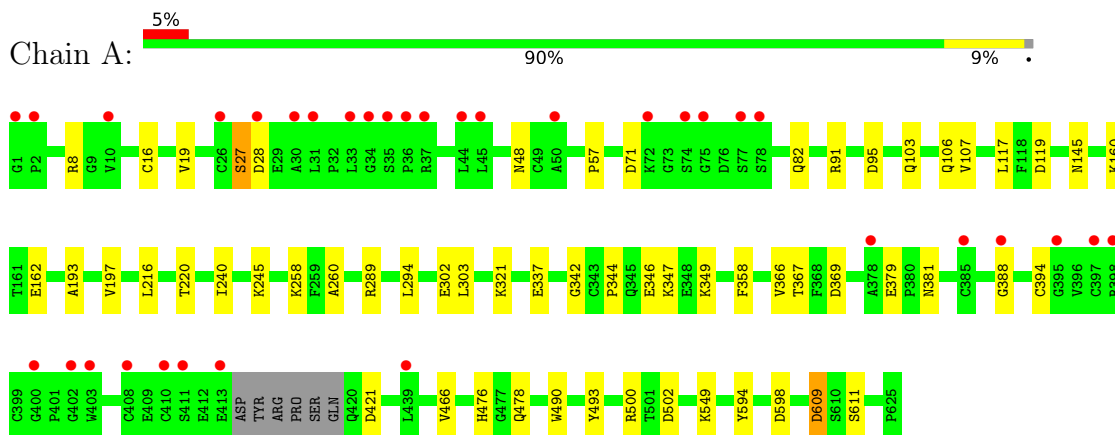 5%
Chain A:
90% 9% •
G1 P2 R8 G9 V10 C16 V19 C26 S27 D28 E29 A30 L31 P32 L33 G34 S35 P36 R37 L44 L45 N48 C49 A50 P57 D71 K72 G73 S74 G75 D76 S77 S78 Q82 R91 D95 Q103 Q106 V107 L117 F118 D119 N145 K160
T161 E162 A193 V197 L216 T220 I240 K245 K258 F259 A260 R289 L294 E302 L303 K321 E337 G342 C343 P344 Q345 E346 K347 E348 K349 F358 V366 T367 F368 D369 A378 E379 P380 N381 C385 G388 C394 G395 V396 C397 P398
C399 G400 P401 G402 W403 C408 E409 C410 S411 E412 E413 ASP TYR ARG PRO SER GLN Q420 D421 L439 V466 H476 G477 Q478 W490 Y493 R500 T501 D502 K549 Y594 D598 D609 S610 S611 P625